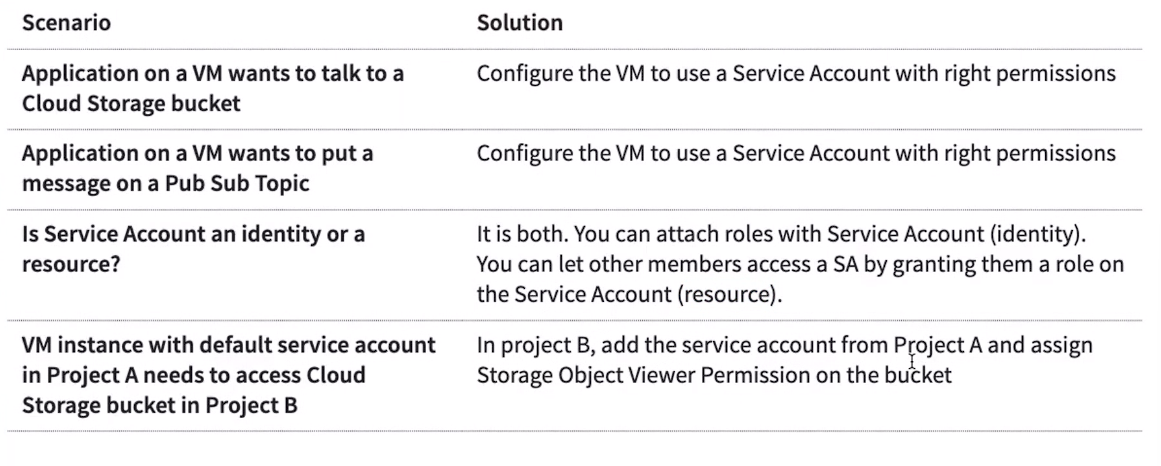 Scenario
Solution
Application on a VM wants to talk to a
Cloud Storage bucket
Configure the VM to use a Service Account with right permissions
Application on a VM wants to put a
message on a Pub Sub Topic
Configure the VM to use a Service Account with right permissions
Is Service Account an identity or a
resource?
It is both. You can attach roles with Service Account (identity).
You can let other members access a SA by granting them a role on
the Service Account (resource).
VM instance with default service account
in Project A needs to access Cloud
Storage bucket in Project B
In project B, add the service account from Project A and assign
Storage Object Viewer Permission on the bucket